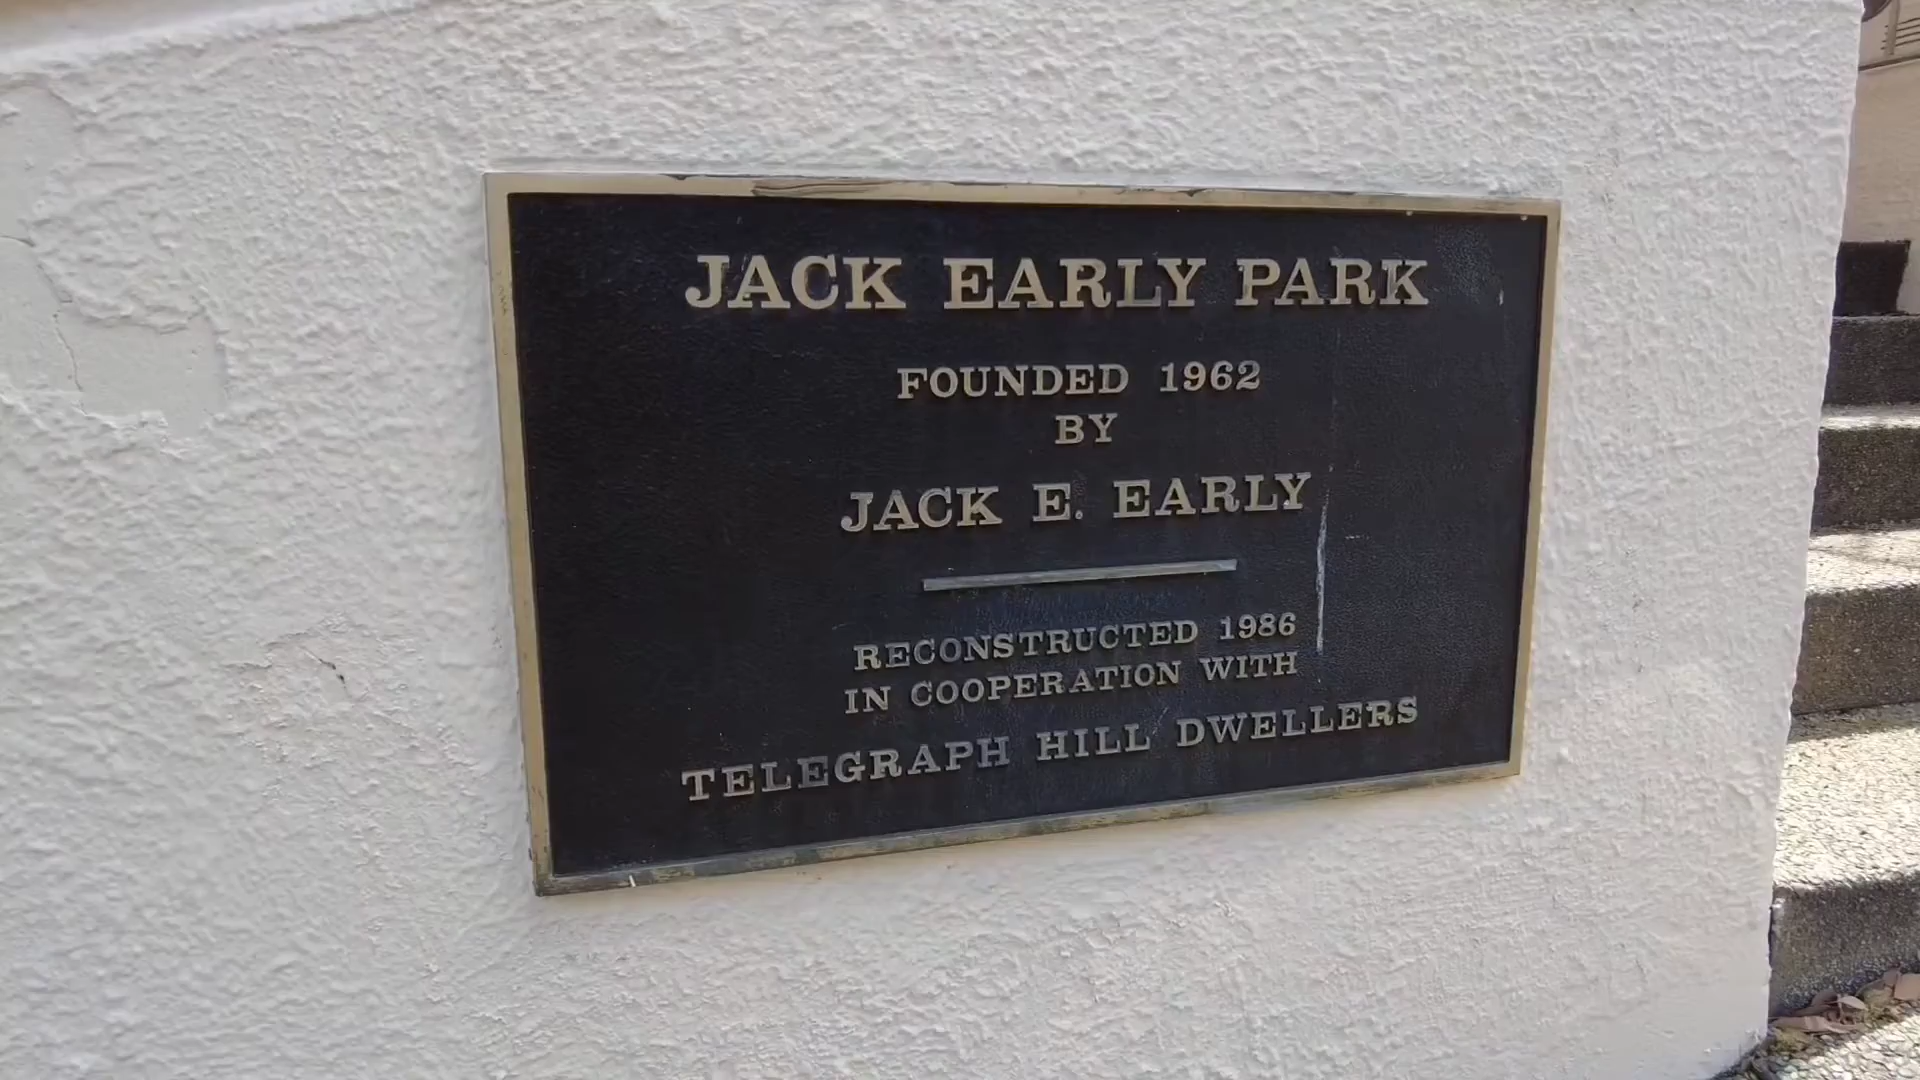 JACK EARLY PARK
FOUNDED 1962
BY
JACK E. EARLY
RECONSTRUCTED 1986
IN COOPERATION WITH
TELEGRAPH HILL DWELLERS